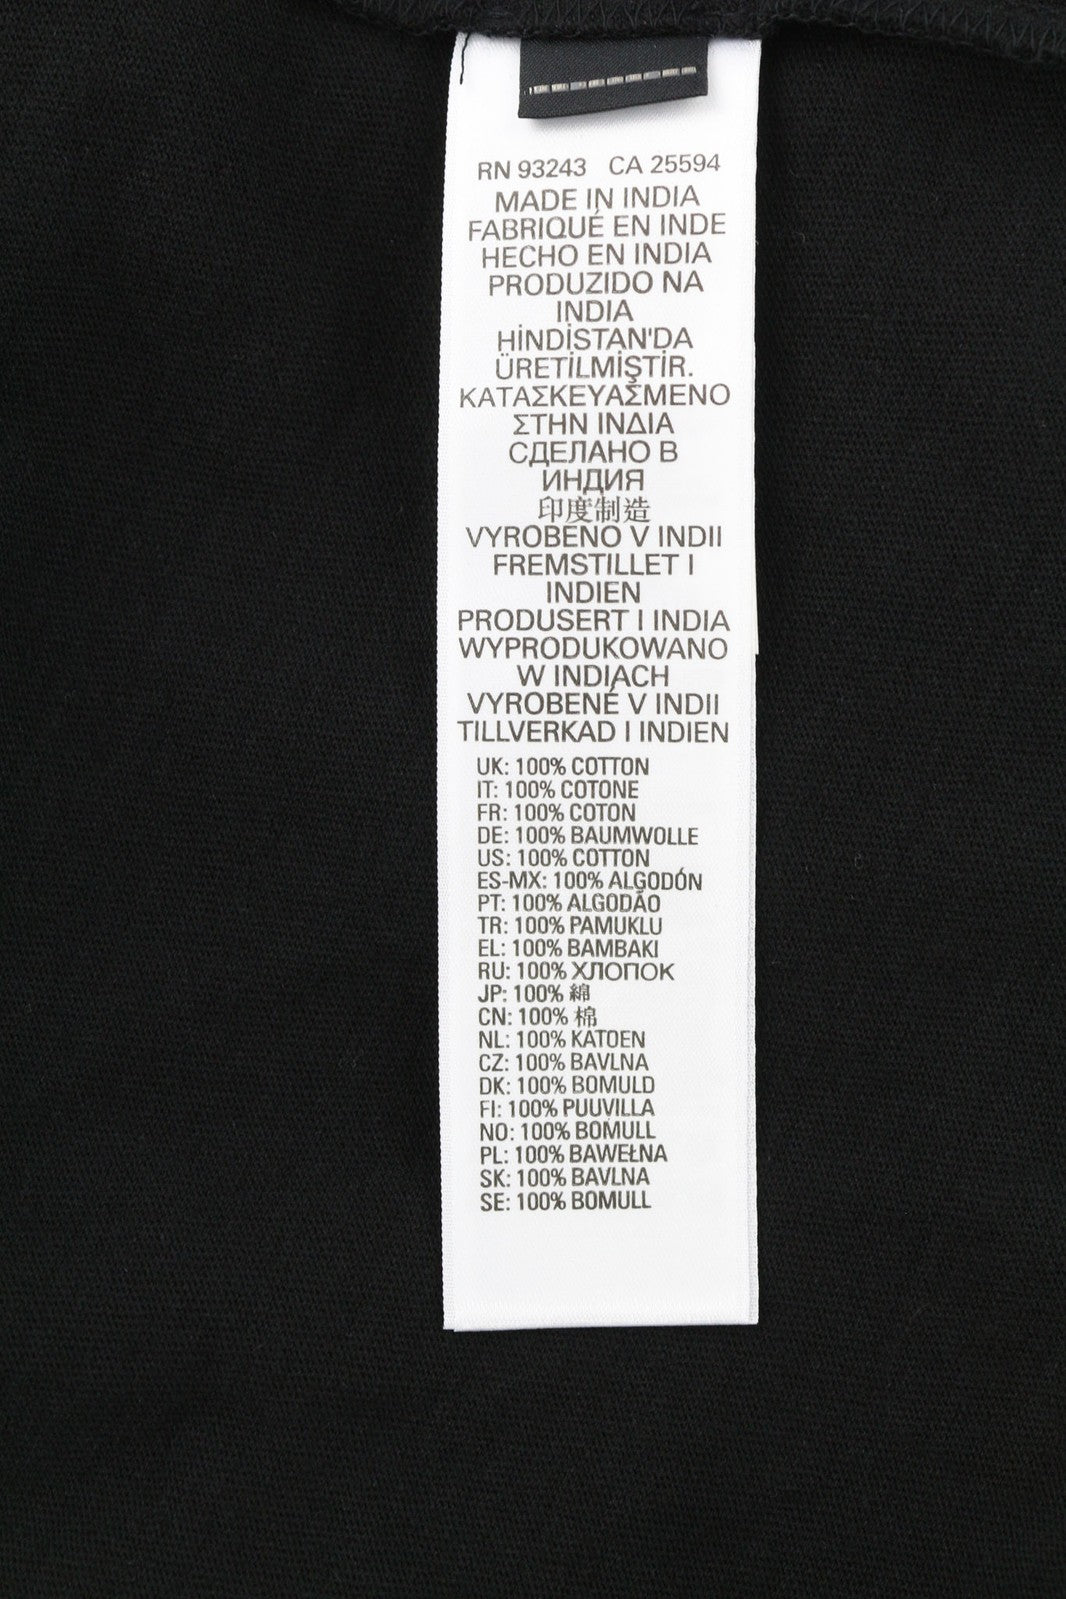 RN 93243 CA 25594
MADE IN INDIA
FABRIQUÉ EN INDE
HECHO EN INDIA
PRODUZIDO NA
INDIA
HİNDİSTAN'DA
ÜRETİLMİŞTİR.
ΚΑΤΑΣΚΕΥΑΣΜΕΝΟ
ΣΤΗΝ ΙΝΔΙΑ
СДЕЛАНО В
ИНДИЯ
印度制造
VYROBENO V INDII
FREMSTILLET I
INDIEN
PRODUSERT I INDIA
WYPRODUKOWANO
W INDIACH
VYROBENÉ V INDII
TILLVERKAD I INDIEN
UK: 100% COTTON
IT: 100% COTONE
FR: 100% COTON
DE: 100% BAUMWOLLE
US: 100% COTTON
ES-MX: 100% ALGODÓN
PT: 100% ALGODÃO
TR: 100% PAMUKLU
EL: 100% ΒΑΜΒΑΚΙ
RU: 100% ХЛОПОК
JP: 100% 綿
CN: 100% 棉
NL: 100% KATOEN
CZ: 100% BAVLNA
DK: 100% BOMULD
FI: 100% PUUVILLA
NO: 100% BOMULL
PL: 100% BAWEŁNA
SK: 100% BAVLNA
SE: 100% BOMULL